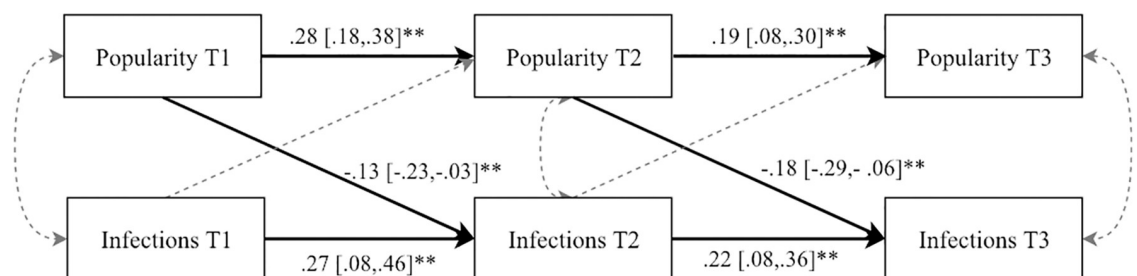 .28 [.18,.38]**
.19 [.08,.30]**
Popularity T1
Popularity T2
Popularity T3
-.13 [-.23,-.03]**
-.18 [-.29,- .06]**
Infections T1
Infections T2
Infections T3
.27 [.08,.46]**
.22 [.08,.36]**